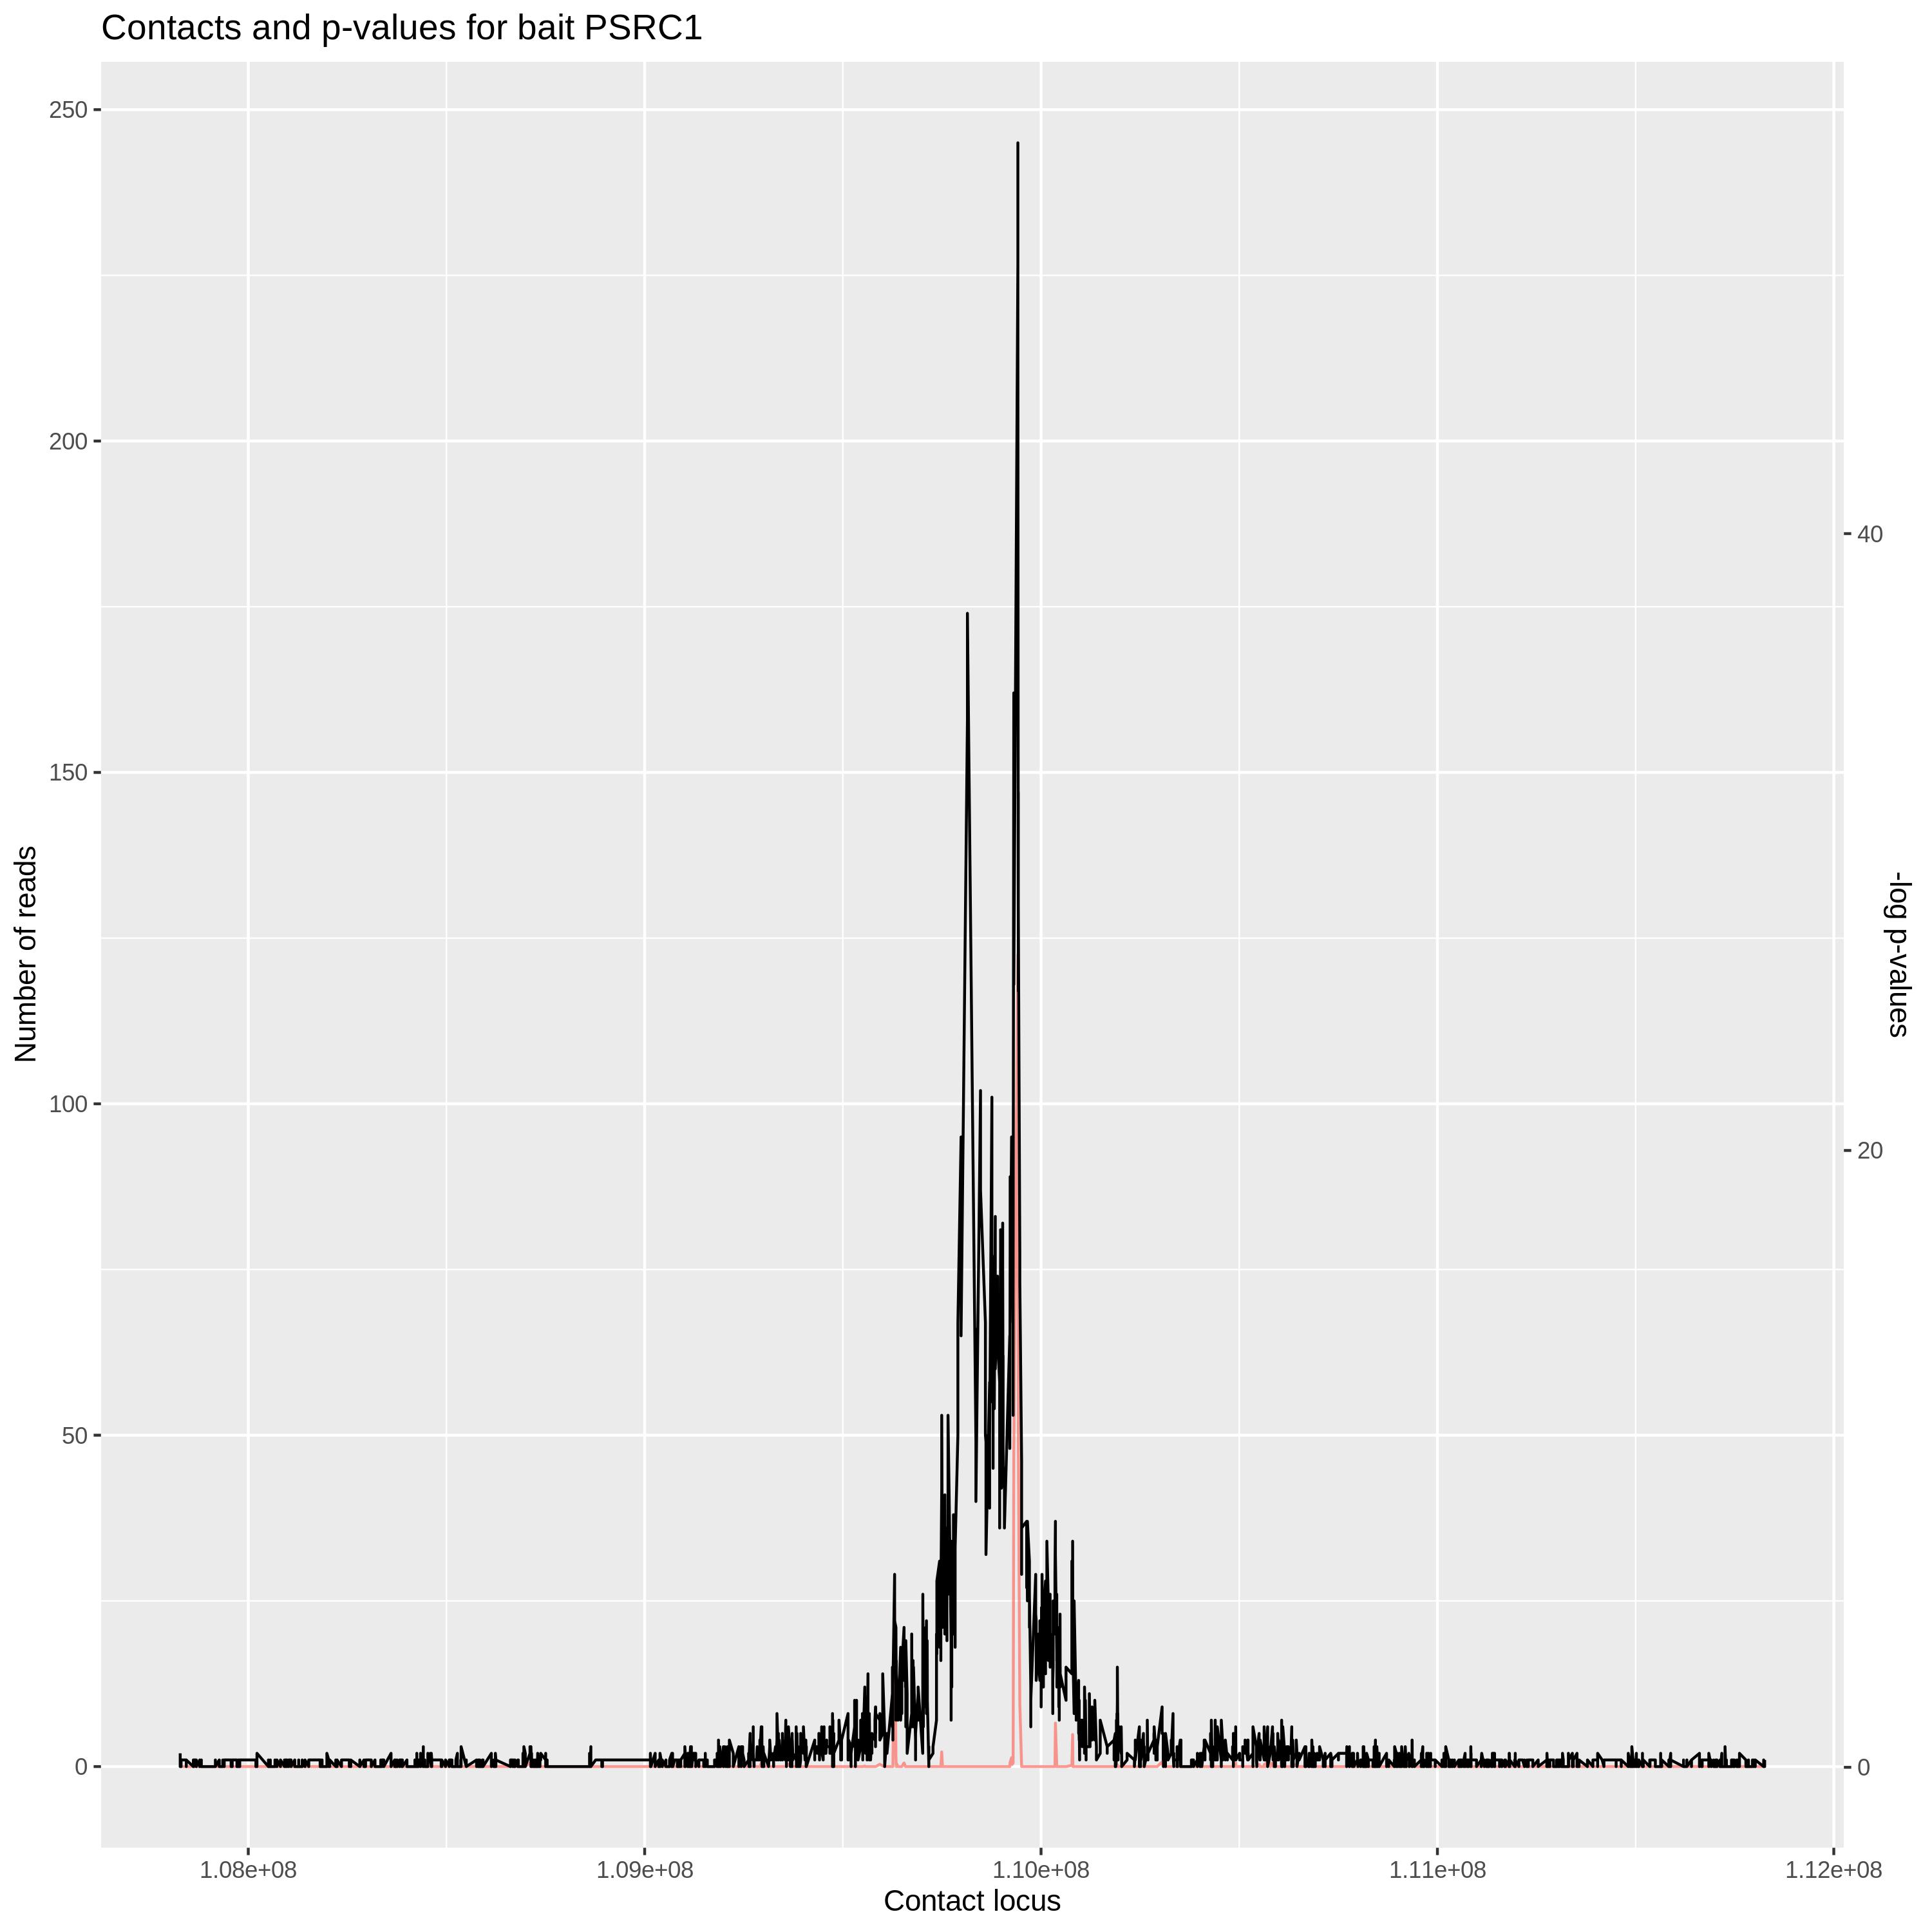 Contacts and p-values for bait PSRC1
250
200
150
100
50
0
Number of reads
40
20
0
-log p-values
1.08e+08
1.09e+08
1.10e+08
1.11e+08
1.12e+08
Contact locus